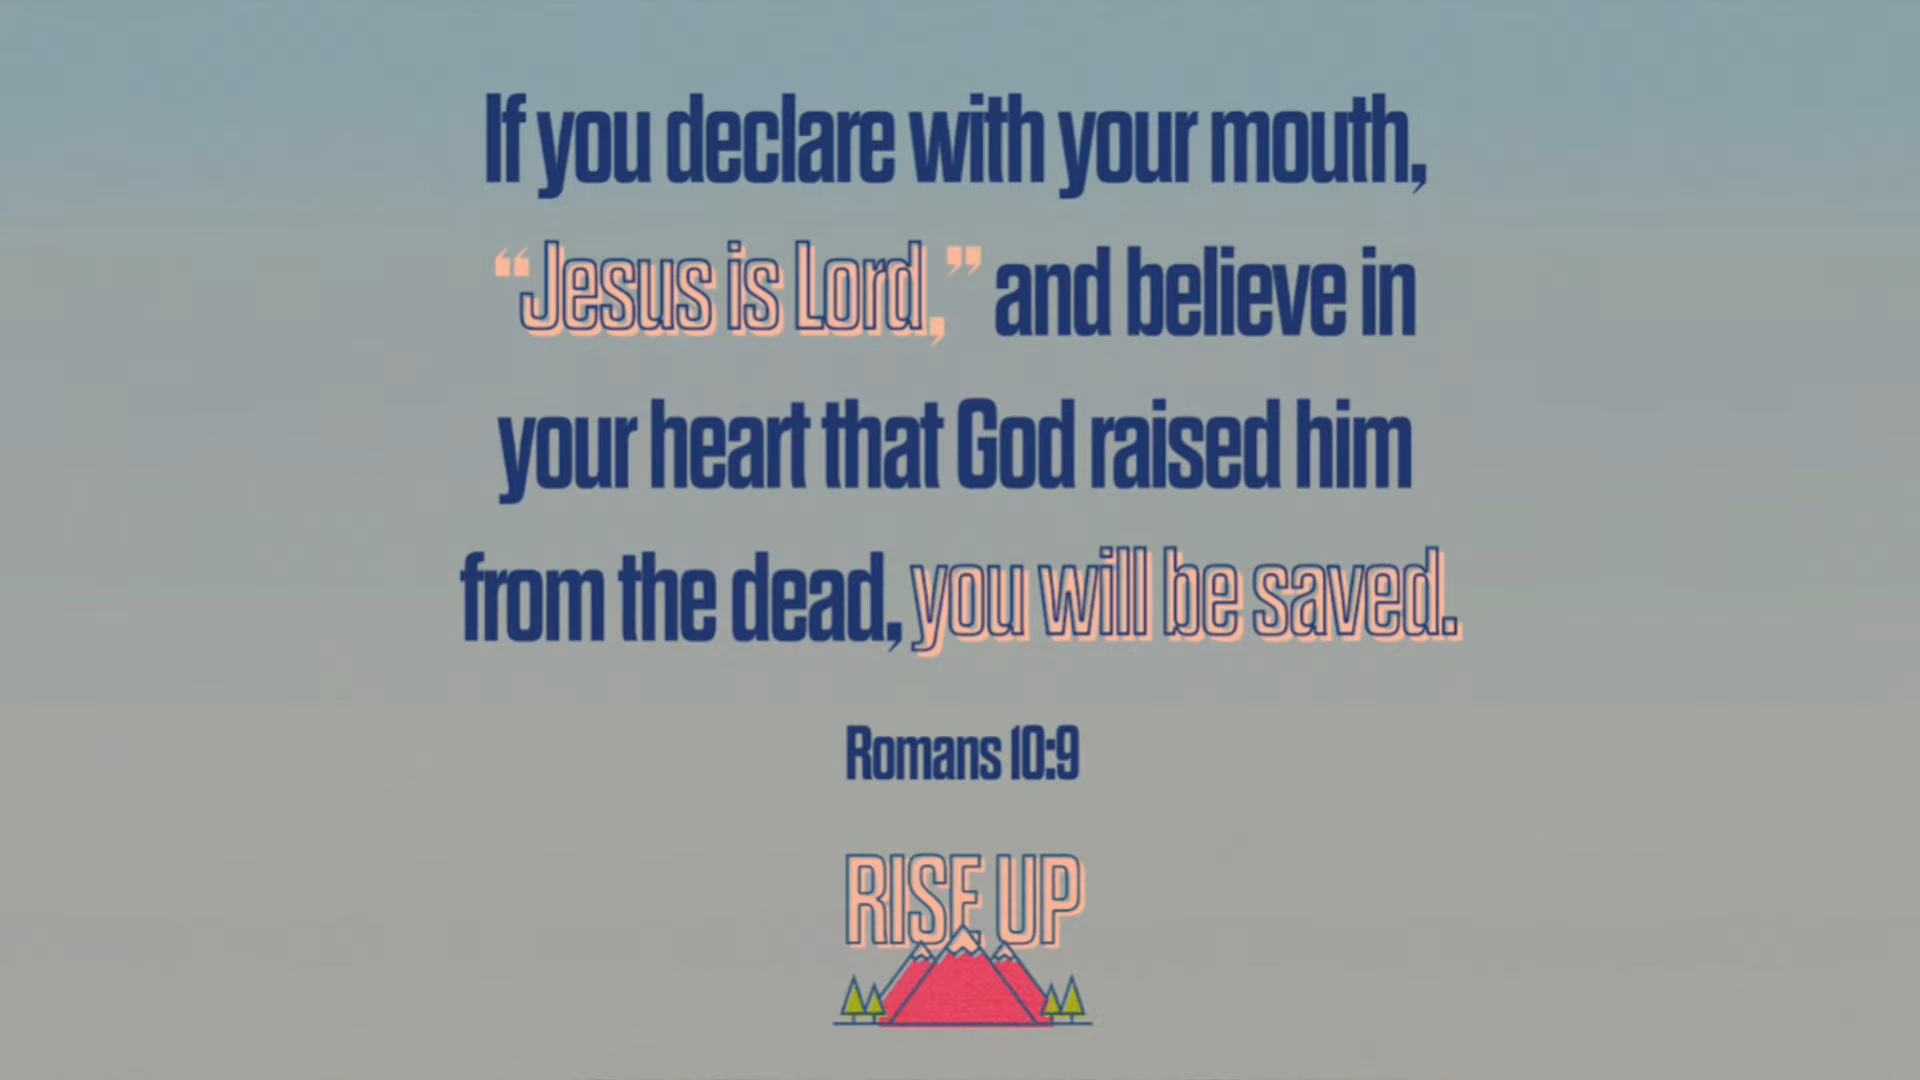 If you declare with your mouth,
“Jesus is Lord,” and believe in
your heart that God raised him
from the dead, you will be saved.
Romans 10:9
RISE UP